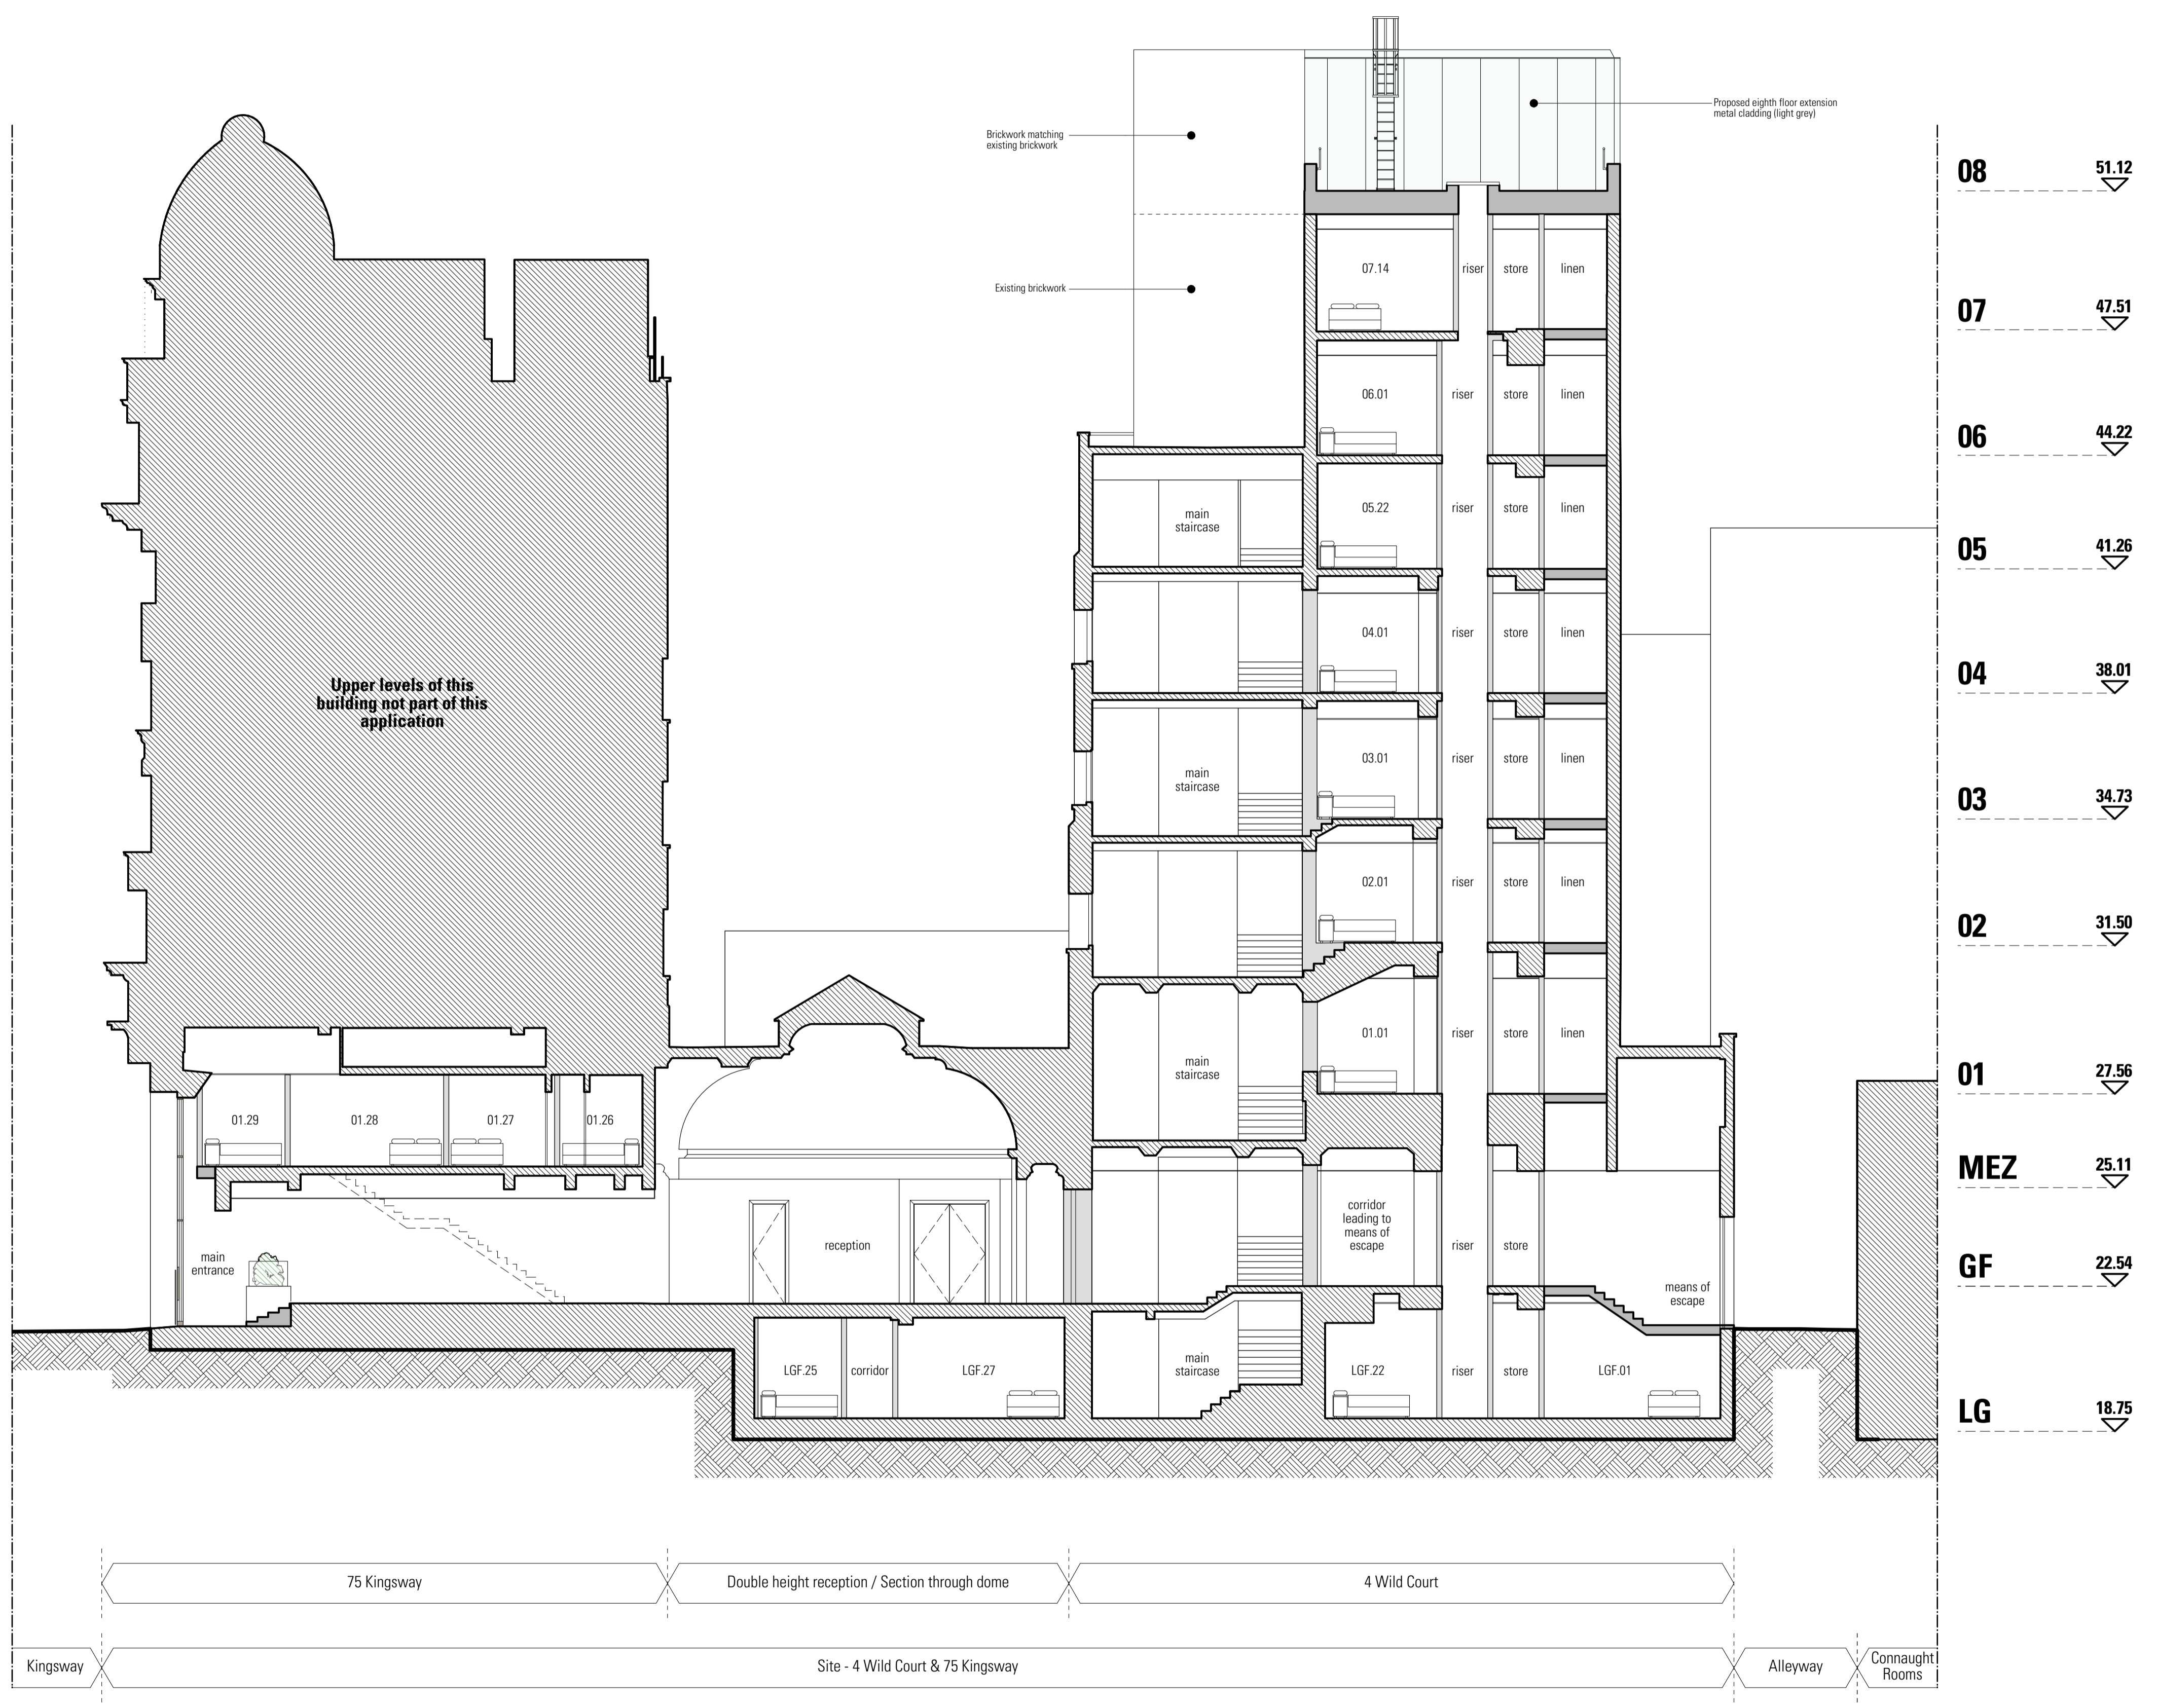 Brickwork matching
existing brickwork
Proposed eighth floor extension
metal cladding (light grey)
08 51.12
Existing brickwork
07.14 riser store linen
07 47.51
06.01 riser store linen
06 44.22
main
staircase
05.22 riser store linen
05 41.26
04.01 riser store linen
04 38.01
Upper levels of this
building not part of this
application
main
staircase
03.01 riser store linen
03 34.73
02.01 riser store linen
02 31.50
main
staircase
01.01 riser store linen
01 27.56
01.29 01.28 01.27 01.26
MEZ 25.11
main
entrance
reception
corridor
leading to
means of
escape
riser store
means of
escape
GF 22.54
LGF.25 corridor LGF.27
main
staircase
LGF.22 riser store LGF.01
LG 18.75
75 Kingsway
Double height reception / Section through dome
4 Wild Court
Kingsway
Site - 4 Wild Court & 75 Kingsway
Alleyway
Connaught
Rooms